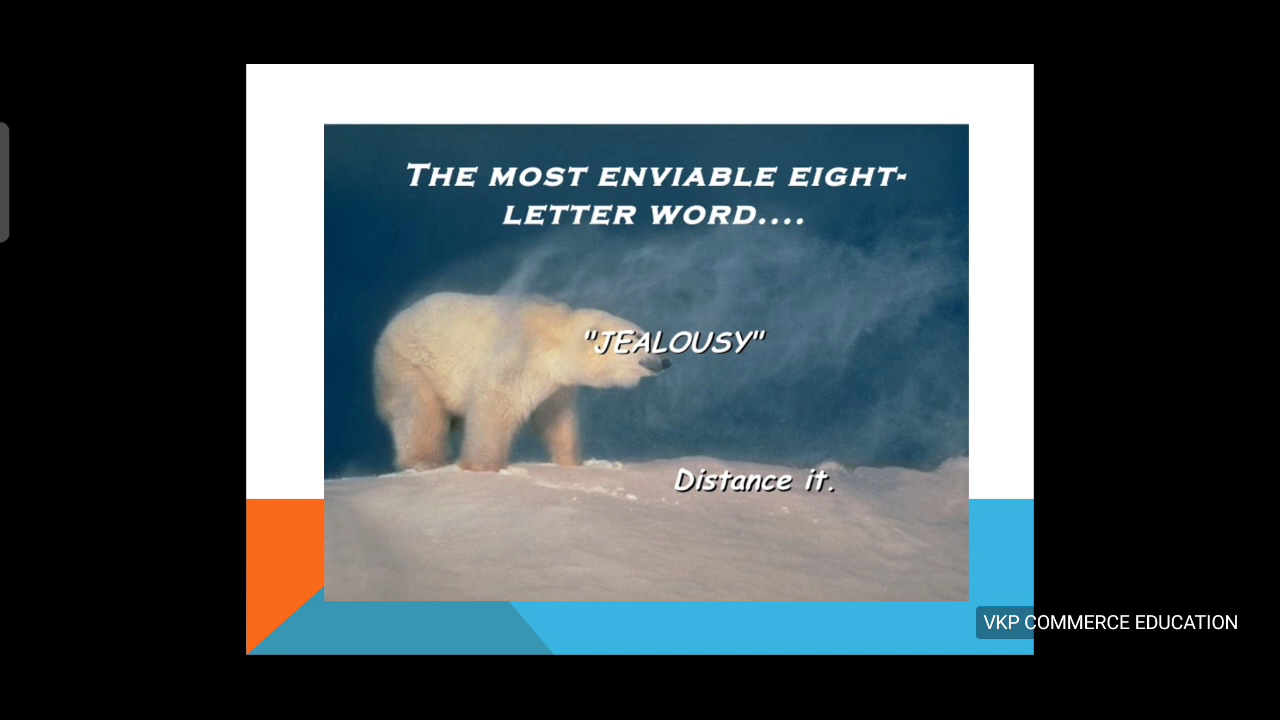 THE MOST ENVIABLE EIGHT-
LETTER WORD....
"JEALOUSY"
Distance it.
VKP COMMERCE EDUCATION